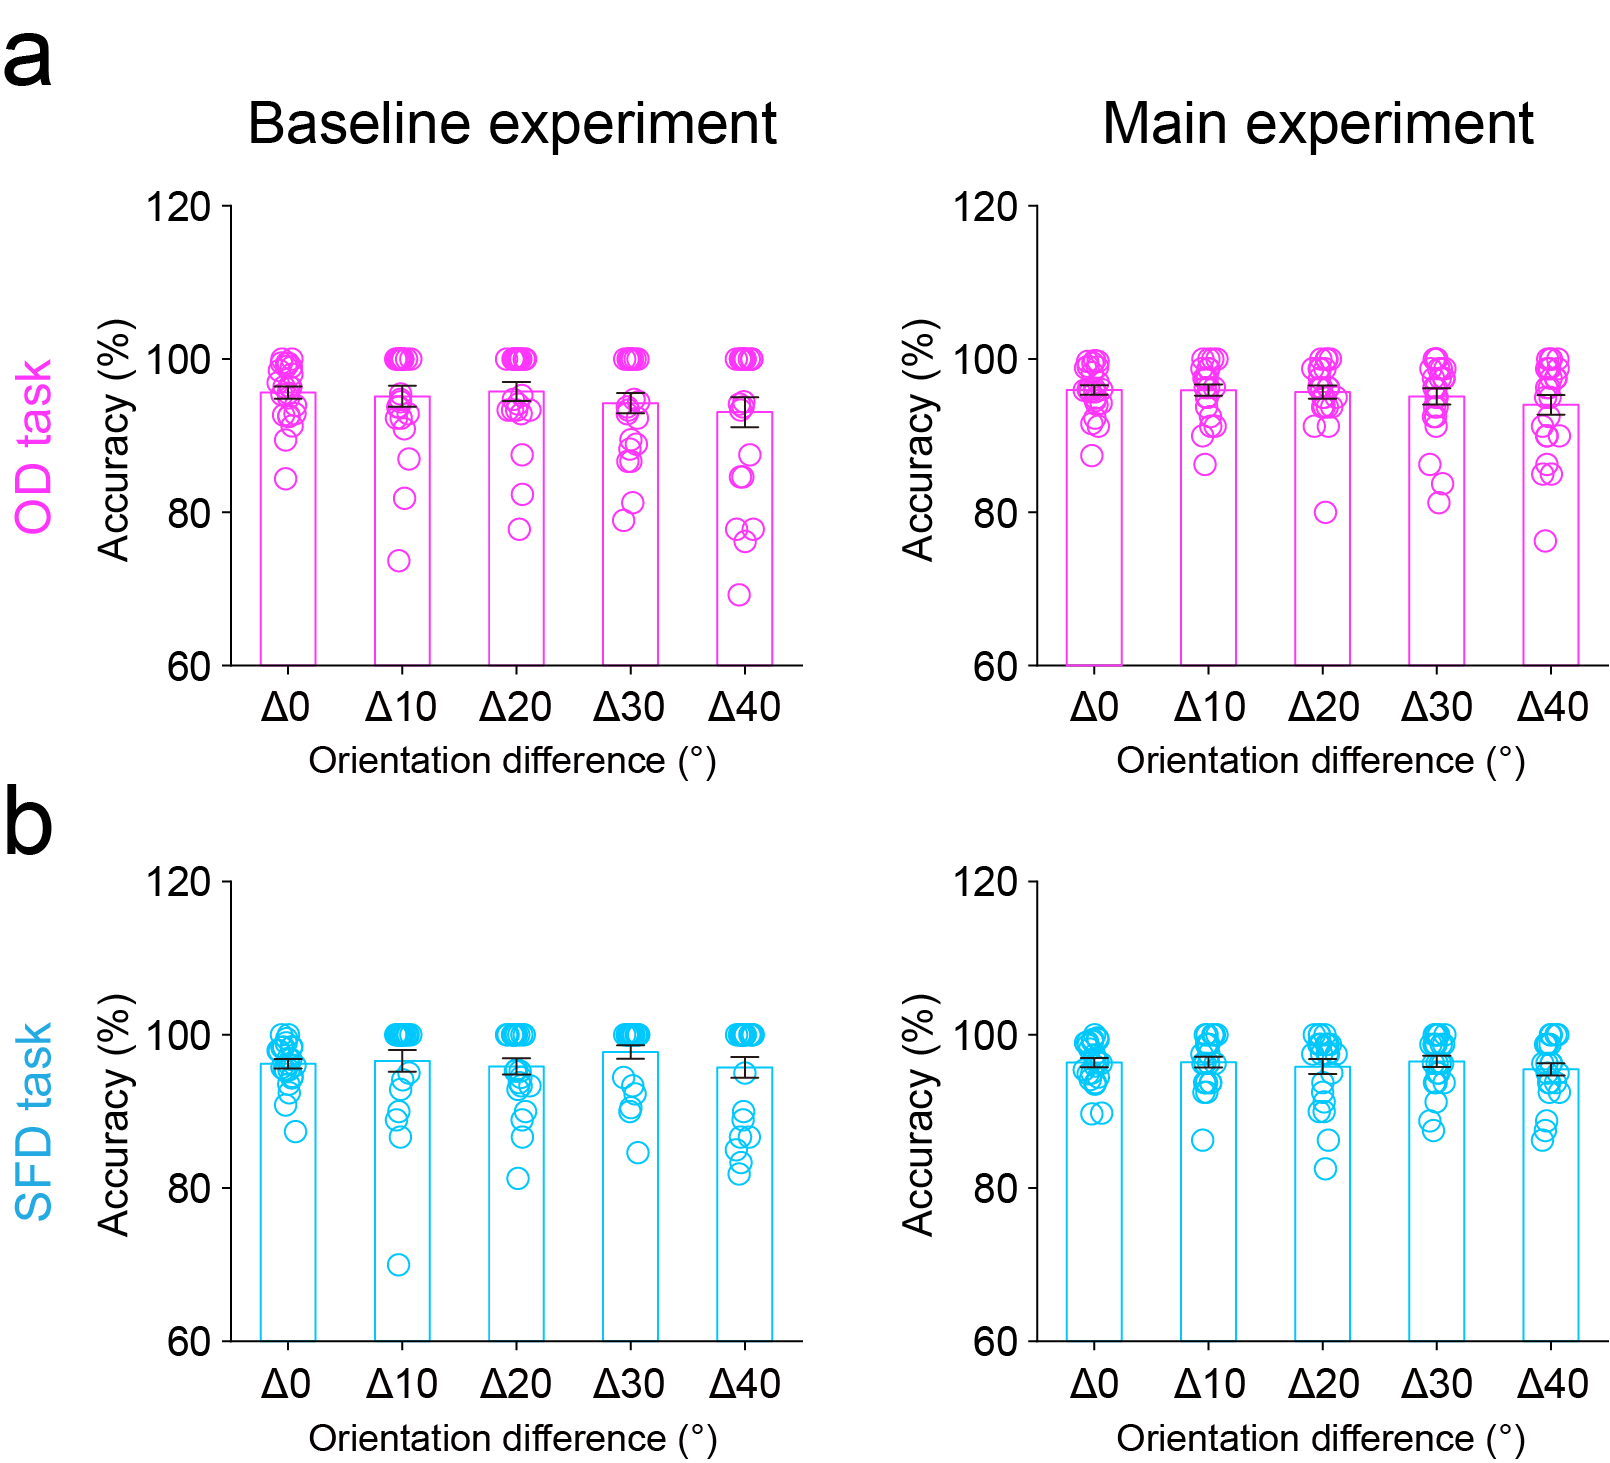 a
Baseline experiment
Main experiment
OD task
Accuracy (%)
120
100
80
60
Δ0 Δ10 Δ20 Δ30 Δ40
Orientation difference (°)
Accuracy (%)
120
100
80
60
Δ0 Δ10 Δ20 Δ30 Δ40
Orientation difference (°)
b
SFD task
Accuracy (%)
120
100
80
60
Δ0 Δ10 Δ20 Δ30 Δ40
Orientation difference (°)
Accuracy (%)
120
100
80
60
Δ0 Δ10 Δ20 Δ30 Δ40
Orientation difference (°)